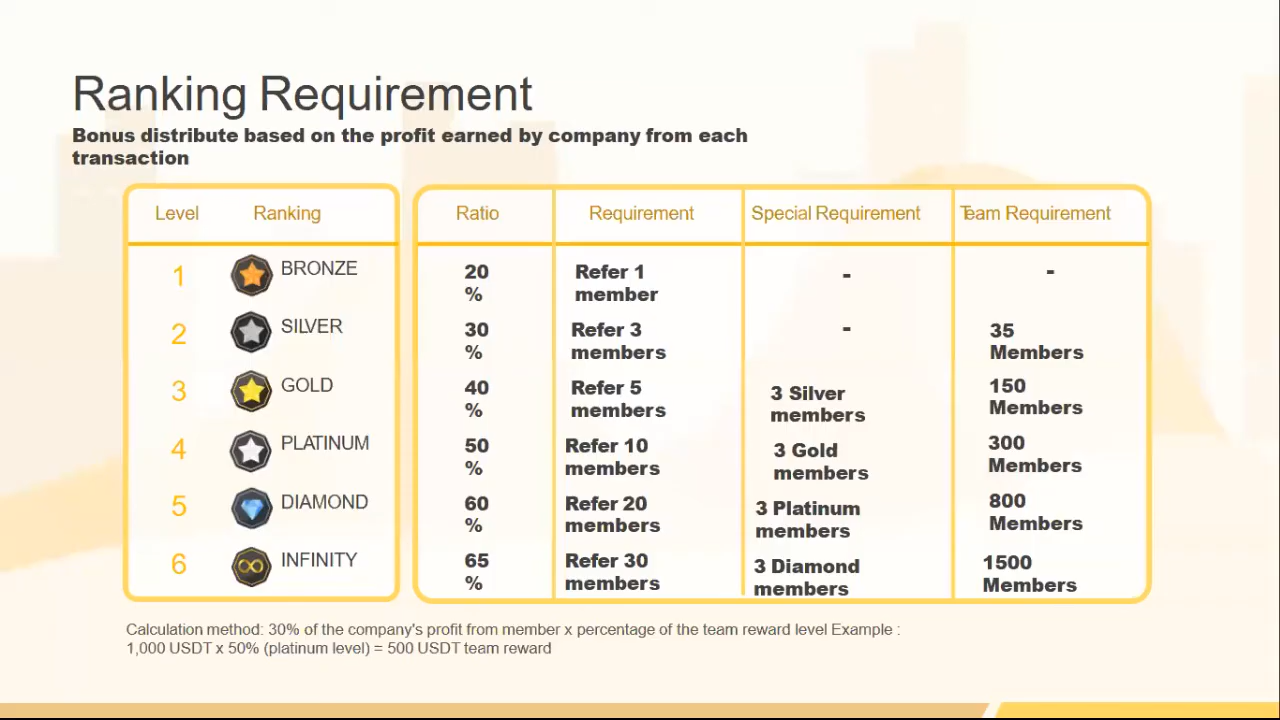 Ranking Requirement
Bonus distribute based on the profit earned by company from each
transaction
Level Ranking Ratio Requirement Special Requirement Team Requirement
1 BRONZE 20 % Refer 1 member - -
2 SILVER 30 % Refer 3 members - 35 Members
3 GOLD 40 % Refer 5 members 3 Silver members 150 Members
4 PLATINUM 50 % Refer 10 members 3 Gold members 300 Members
5 DIAMOND 60 % Refer 20 members 3 Platinum members 800 Members
6 INFINITY 65 % Refer 30 members 3 Diamond members 1500 Members
Calculation method: 30% of the company's profit from member x percentage of the team reward level Example :
1,000 USDT x 50% (platinum level) = 500 USDT team reward